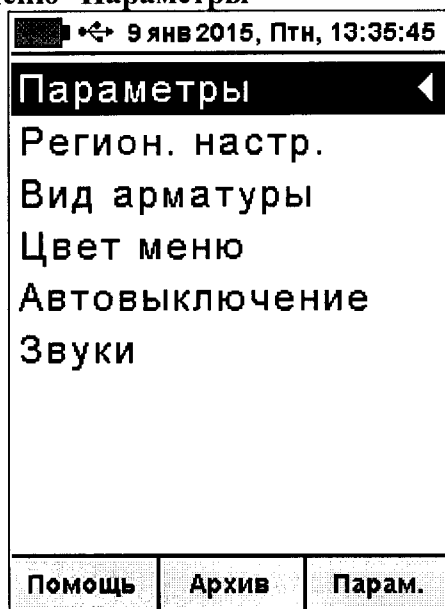 "Параметры"
9 янв 2015, Птн, 13:35:45
Параметры
Регион. настр.
Вид арматуры
Цвет меню
Автовыключение
Звуки
Помощь Архив Парам.